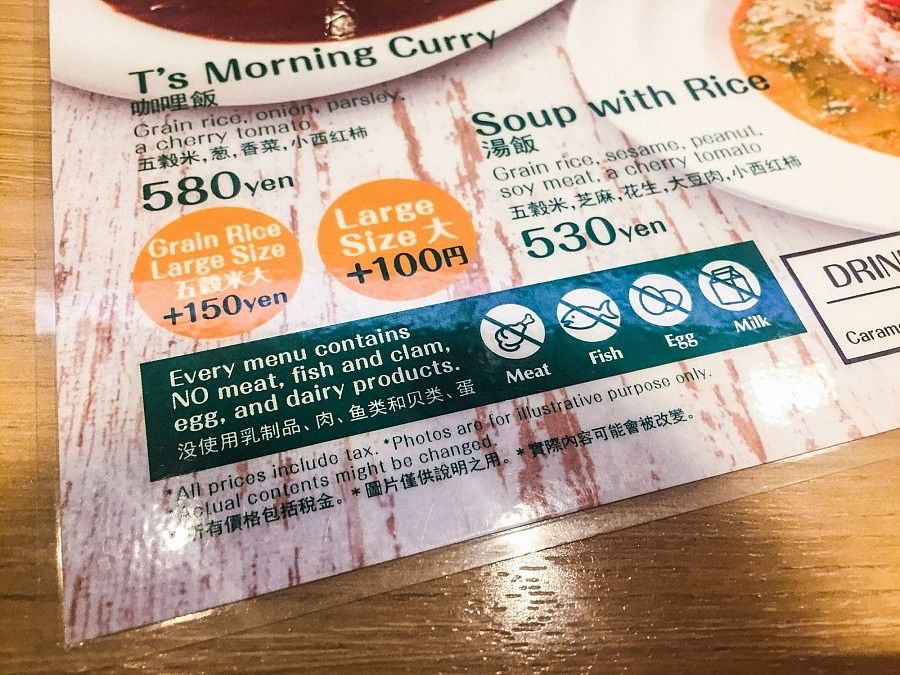 T's Morning Curry
咖哩飯
Grain rice, onion, parsley,
a cherry tomato
五穀米,葱,香菜,小西红柿
580yen
Grain Rice
Large Size
五穀米大
+150yen
Large
Size 大
+100円
Soup with Rice
湯飯
Grain rice, sesame, peanut,
soy meat, a cherry tomato
五穀米,芝麻,花生,大豆肉,小西红柿
530yen
Every menu contains
NO meat, fish and clam,
egg, and dairy products.
没使用乳制品、肉、鱼类和贝类、蛋
Meat
Fish
Egg
Milk
*All prices include tax. *Photos are for illustrative purpose only.
*Actual contents might be changed.
所有價格包括稅金。*圖片僅供說明之用。*實際內容可能會被改變。